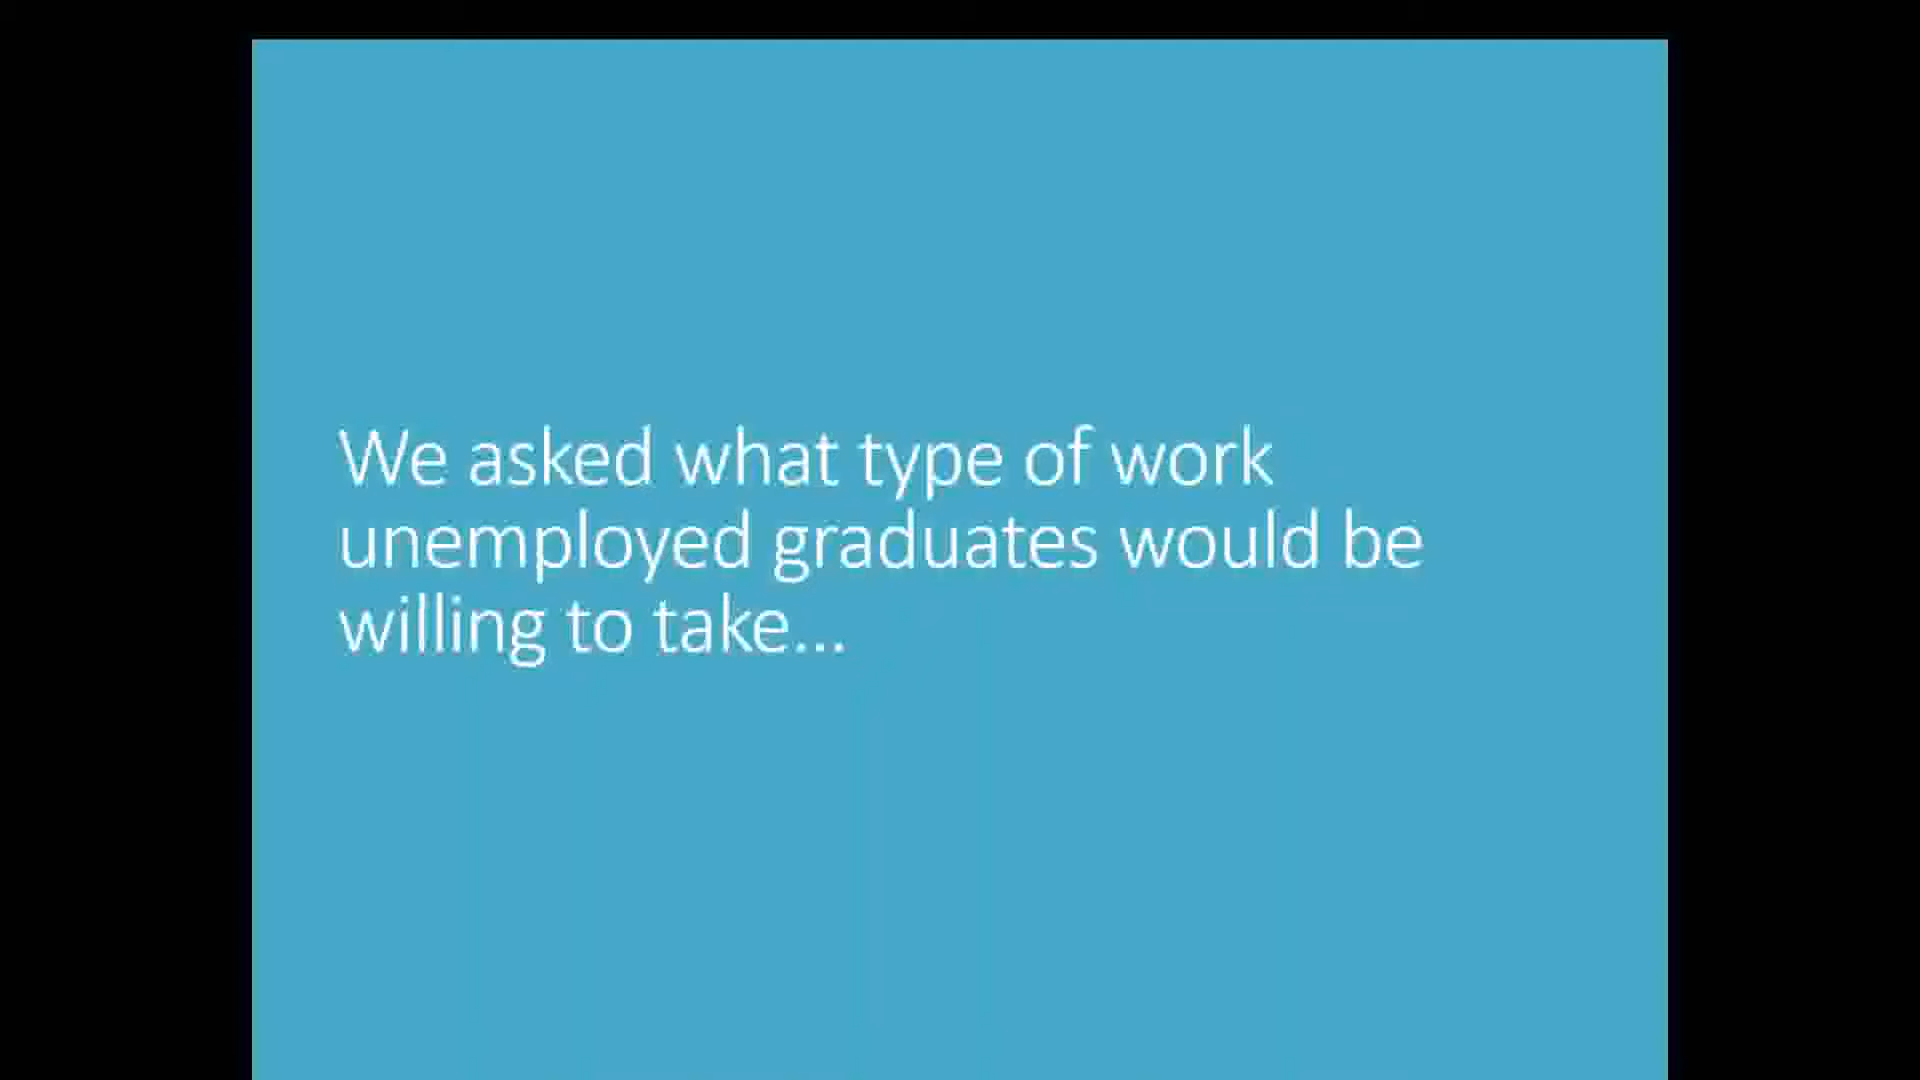 We asked what type of work
unemployed graduates would be
willing to take...